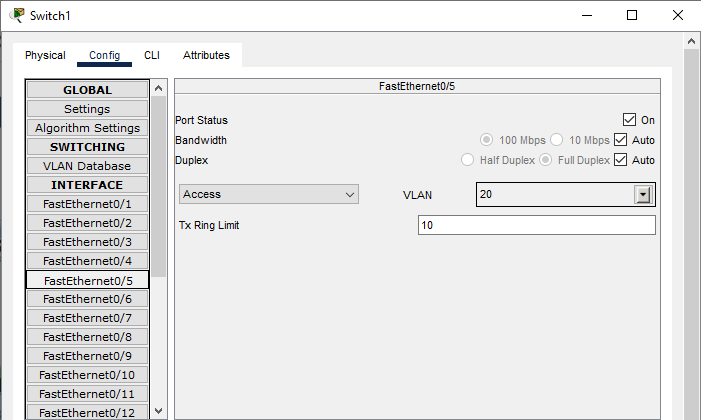 Switch1
Physical Config CLI Attributes
GLOBAL
Settings
Algorithm Settings
SWITCHING
VLAN Database
INTERFACE
FastEthernet0/1
FastEthernet0/2
FastEthernet0/3
FastEthernet0/4
FastEthernet0/5
FastEthernet0/6
FastEthernet0/7
FastEthernet0/8
FastEthernet0/9
FastEthernet0/10
FastEthernet0/11
FastEthernet0/12
FastEthernet0/5
Port Status On
Bandwidth 100 Mbps 10 Mbps Auto
Duplex Half Duplex Full Duplex Auto
Access VLAN 20
Tx Ring Limit 10